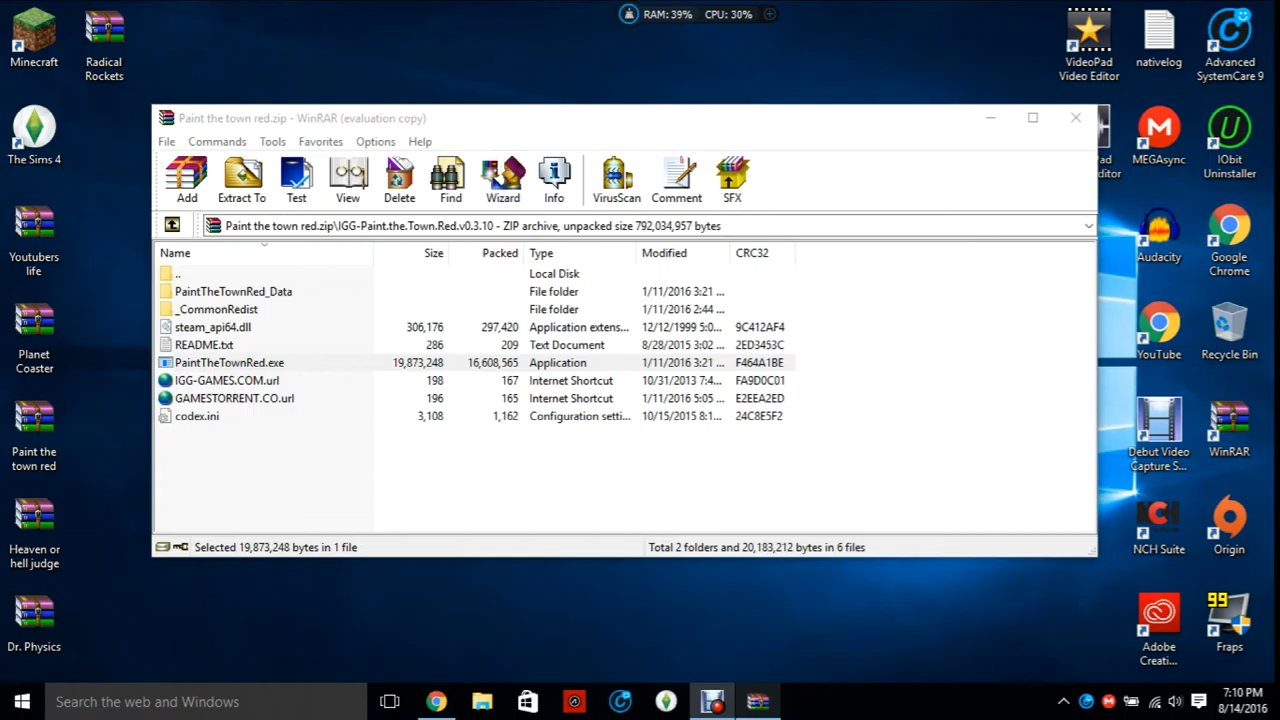 RAM: 39% CPU: 30%
Minecraft
Radical
Rockets
The Sims 4
Youtubers
life
Planet
Coaster
Paint the
town red
Heaven or
hell judge
Dr. Physics
Paint the town red.zip - WinRAR (evaluation copy)
File Commands Tools Favorites Options Help
Add Extract To Test View Delete Find Wizard Info VirusScan Comment SFX
Paint the town red.zip\IGG-Paint.the.Town.Red.v0.3.10 - ZIP archive, unpacked size 792,034,957 bytes
Name Size Packed Type Modified CRC32
.. Local Disk
PaintTheTownRed_Data File folder 1/11/2016 3:21 ...
_CommonRedist File folder 1/11/2016 2:44 ...
steam_api64.dll 306,176 297,420 Application extens... 12/12/1999 5:0... 9C412AF4
README.txt 286 209 Text Document 8/28/2015 3:02 ... 2ED3453C
PaintTheTownRed.exe 19,873,248 16,608,565 Application 1/11/2016 3:21 ... F464A1BE
IGG-GAMES.COM.url 198 167 Internet Shortcut 10/31/2013 7:4... FA9D0C01
GAMESTORRENT.CO.url 196 165 Internet Shortcut 1/11/2016 5:05 ... E2EEA2ED
codex.ini 3,108 1,162 Configuration setti... 10/15/2015 8:1... 24C8E5F2
Selected 19,873,248 bytes in 1 file
Total 2 folders and 20,183,212 bytes in 6 files
VideoPad
Video Editor
nativelog
Advanced
SystemCare 9
MEGAsync
IObit
Uninstaller
Audacity
Google
Chrome
YouTube
Recycle Bin
Debut Video
Capture S...
WinRAR
NCH Suite
Origin
Adobe
Creati...
99
Fraps
Search the web and Windows
7:10 PM
8/14/2016